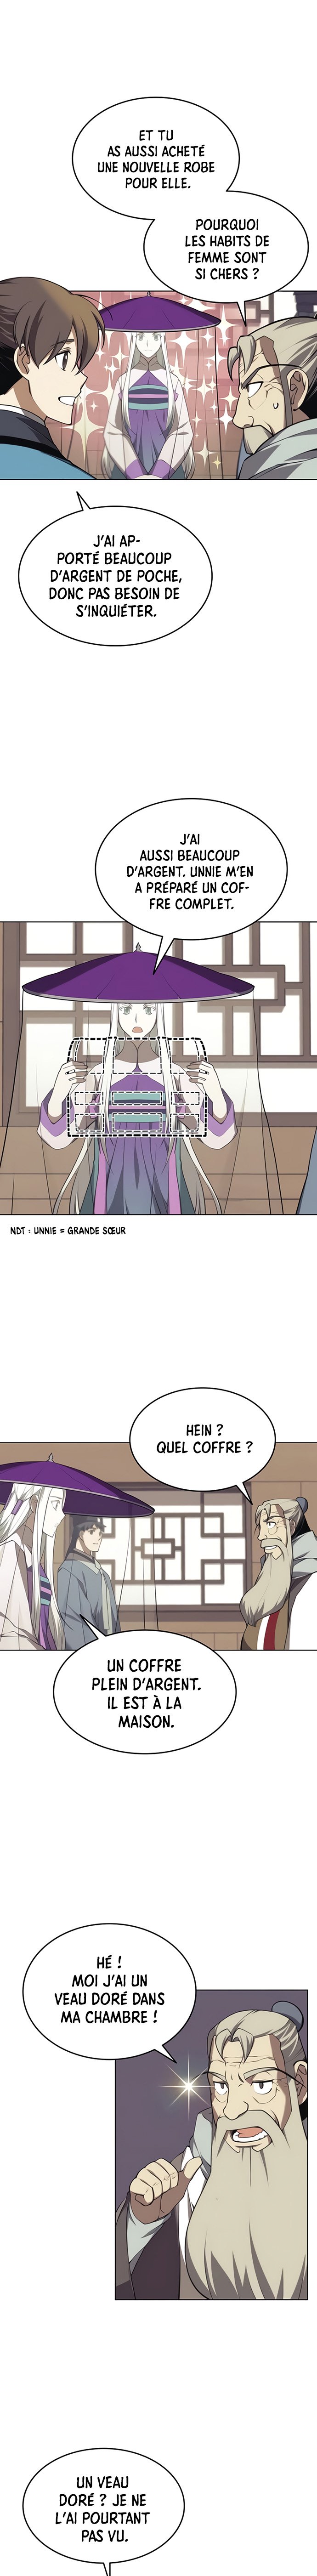 ET TU
AS AUSSI ACHETÉ
UNE NOUVELLE ROBE
POUR ELLE.
POURQUOI
LES HABITS DE
FEMME SONT
SI CHERS ?
J'AI AP-
PORTÉ BEAUCOUP
D'ARGENT DE POCHE,
DONC PAS BESOIN DE
S'INQUIÉTER.
J'AI
AUSSI BEAUCOUP
D'ARGENT. UNNIE M'EN
A PRÉPARÉ UN COF-
FRE COMPLET.
NDT : UNNIE = GRANDE SŒUR
HEIN ?
QUEL COFFRE ?
UN COFFRE
PLEIN D'ARGENT.
IL EST À LA
MAISON.
HÉ !
MOI J'AI UN
VEAU DORÉ DANS
MA CHAMBRE !
UN VEAU
DORÉ ? JE NE
L'AI POURTANT
PAS VU.